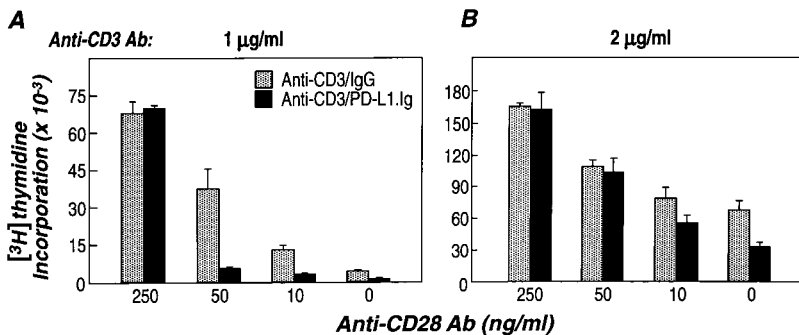 A
B
Anti-CD3 Ab:
1 µg/ml
2 µg/ml
Anti-CD3/IgG
Anti-CD3/PD-L1.Ig
[³H] thymidine
Incorporation (x 10⁻³)
75
60
45
30
15
0
180
150
120
90
60
30
0
250
50
10
0
250
50
10
0
Anti-CD28 Ab (ng/ml)